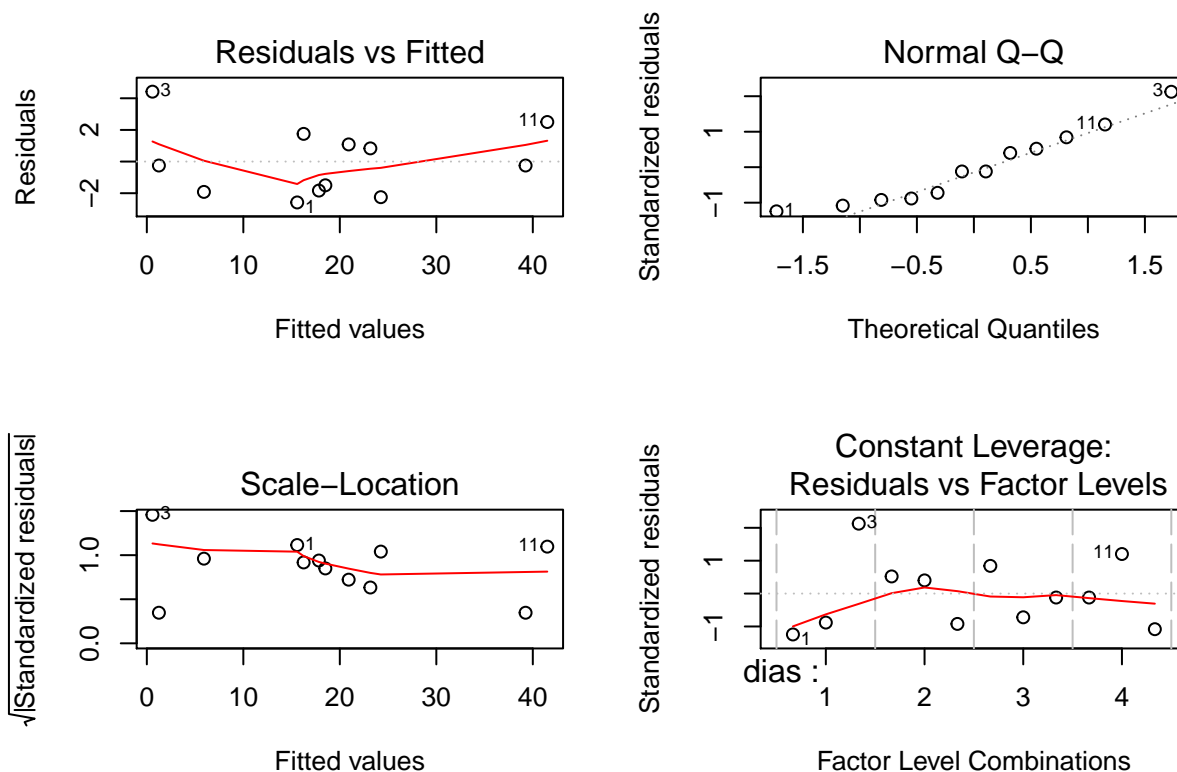 Residuals vs Fitted
Residuals
2
−2
3
11
1
0
10
20
30
40
Fitted values
Normal Q−Q
Standardized residuals
1
−1
3
11
1
−1.5
−0.5
0.5
1.5
Theoretical Quantiles
Scale−Location
√|Standardized residuals|
1.0
0.0
3
1
11
0
10
20
30
40
Fitted values
Constant Leverage:
Residuals vs Factor Levels
Standardized residuals
1
−1
3
11
1
dias :
1
2
3
4
Factor Level Combinations